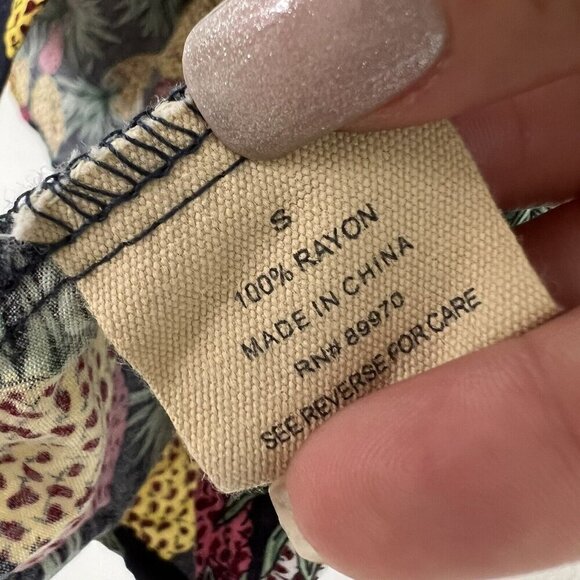 S
100% RAYON
MADE IN CHINA
RN# 89970
SEE REVERSE FOR CARE